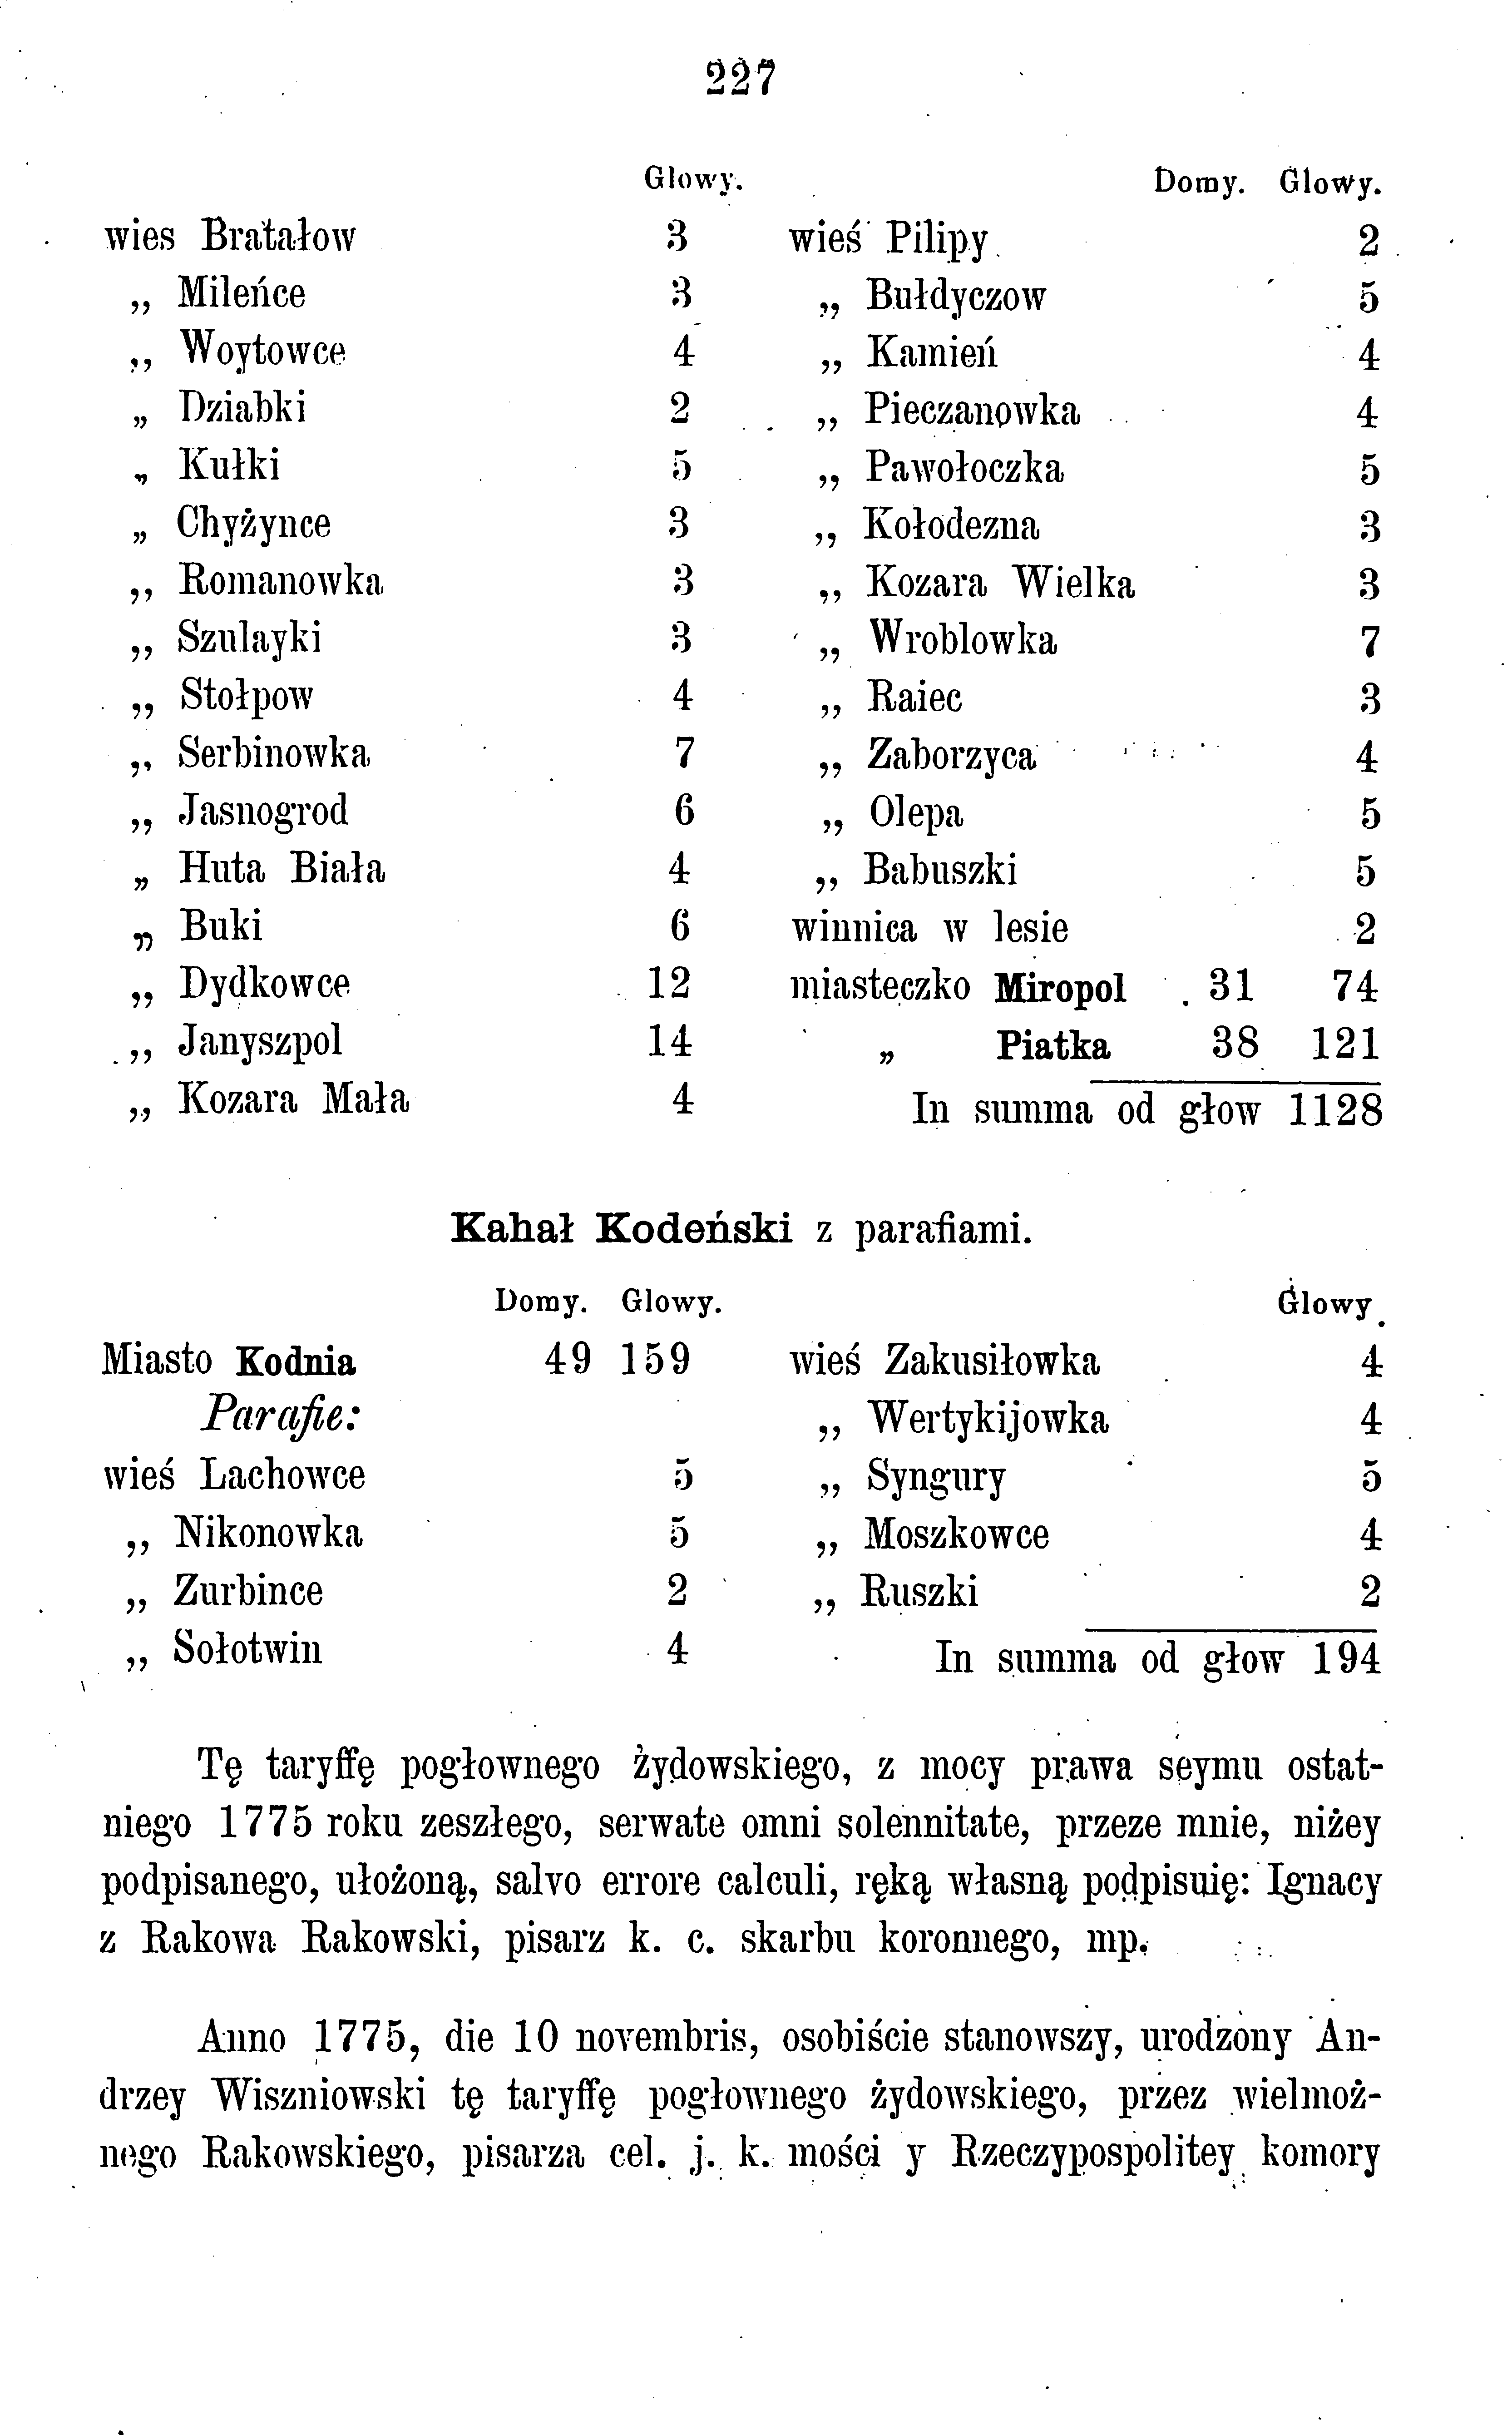 227
Glowy.
wies Bratałow 3
,, Mileńce 3
,, Woytowce 4
„ Dziabki 2
„ Kułki 5
„ Chyżynce 3
,, Romanowka 3
,, Szulayki 3
,, Stołpow 4
,, Serbinowka 7
,, Jasnogrod 6
„ Huta Biała 4
„ Buki 6
,, Dydkowce 12
,, Janyszpol 14
,, Kozara Mała 4
Domy. Glowy.
wieś Pilipy 2
,, Bułdyczow 5
,, Kamień 4
,, Pieczanowka 4
,, Pawołoczka 5
,, Kołodezna 3
,, Kozara Wielka 3
,, Wroblowka 7
,, Raiec 3
,, Zaborzyca 4
,, Olepa 5
,, Babuszki 5
winnica w lesie 2
miasteczko Miropol 31 74
„ Piatka 38 121
In summa od głow 1128
Kahał Kodeński z parafiami.
Domy. Glowy.
Miasto Kodnia 49 159
Parafie:
wieś Lachowce 5
,, Nikonowka 5
,, Zurbince 2
,, Sołotwin 4
Glowy.
wieś Zakusiłowka 4
,, Wertykijowka 4
,, Syngury 5
,, Moszkowce 4
,, Ruszki 2
In summa od głow 194
Tę taryffę pogłownego żydowskiego, z mocy prawa seymu ostat-
niego 1775 roku zeszłego, serwate omni solennitate, przeze mnie, niżey
podpisanego, ułożoną, salvo errore calculi, ręką własną podpisuię: Ignacy
z Rakowa Rakowski, pisarz k. c. skarbu koronnego, mp.
Anno 1775, die 10 novembris, osobiście stanowszy, urodzony An-
drzey Wiszniowski tę taryffę pogłownego żydowskiego, przez wielmoż-
nego Rakowskiego, pisarza cel. j. k. mości y Rzeczypospolitey komory